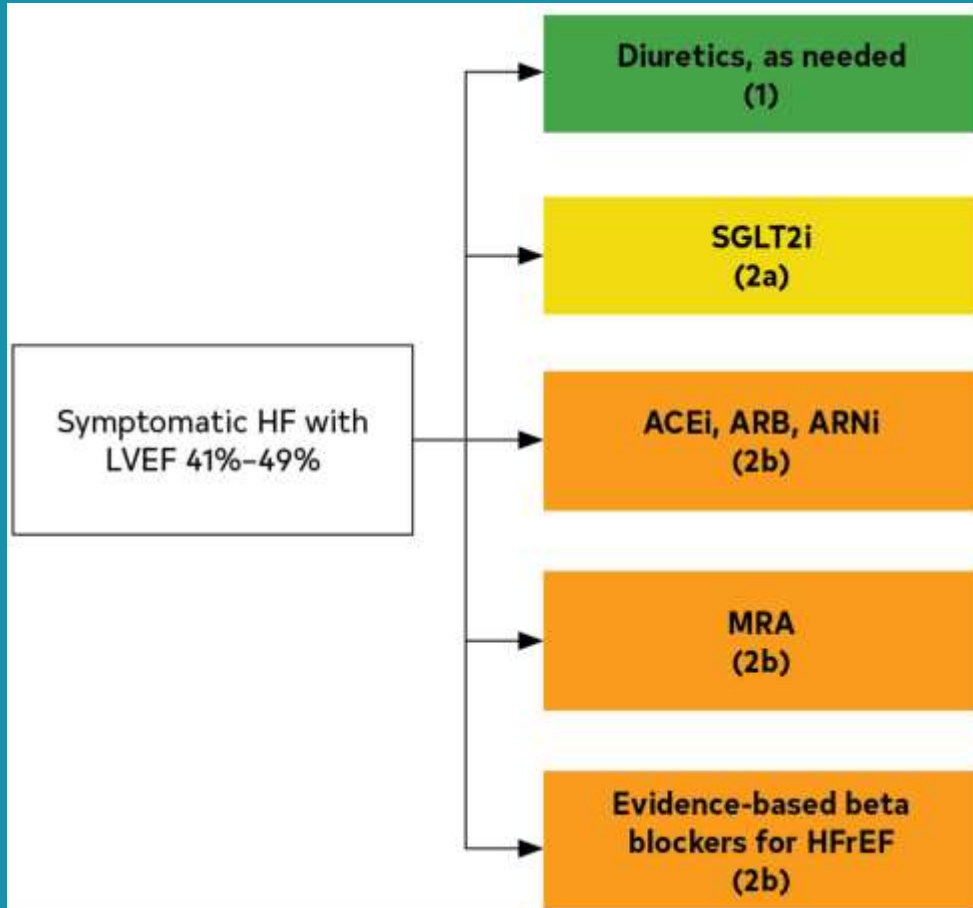 Diuretics, as needed
(1)
SGLT2i
(2a)
Symptomatic HF with
LVEF 41%–49%
ACEi, ARB, ARNi
(2b)
MRA
(2b)
Evidence-based beta
blockers for HFrEF
(2b)